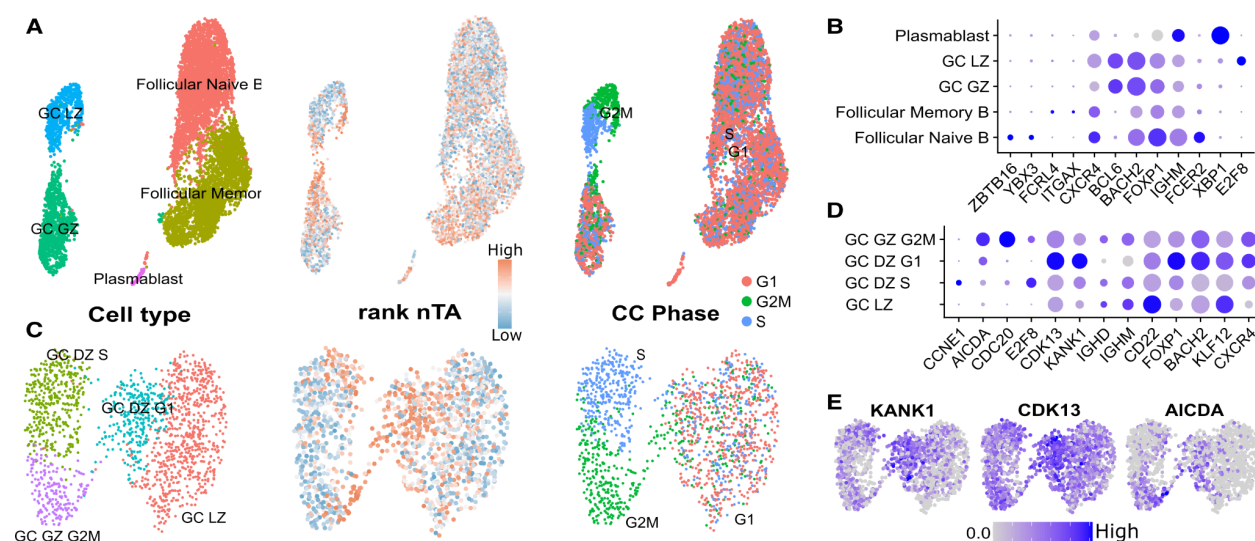 A
Follicular Naive B
GC LZ
Follicular Memor
GC GZ
Plasmablast
Cell type
High
Low
rank nTA
G2M
S
G1
G1
G2M
S
CC Phase
B
Plasmablast
GC LZ
GC GZ
Follicular Memory B
Follicular Naive B
ZBTB16
YBX3
FCRL4
ITGAX
CXCR4
BCL6
BACH2
FOXP1
IGHM
FCER2
XBP1
E2F8
C
GC DZ S
GC DZ G1
GC LZ
GC GZ G2M
S
G2M
G1
D
GC GZ G2M
GC DZ G1
GC DZ S
GC LZ
CCNE1
AICDA
CDC20
E2F8
CDK13
KANK1
IGHD
IGHM
CD22
FOXP1
BACH2
KLF12
CXCR4
E
KANK1
CDK13
AICDA
0.0
High